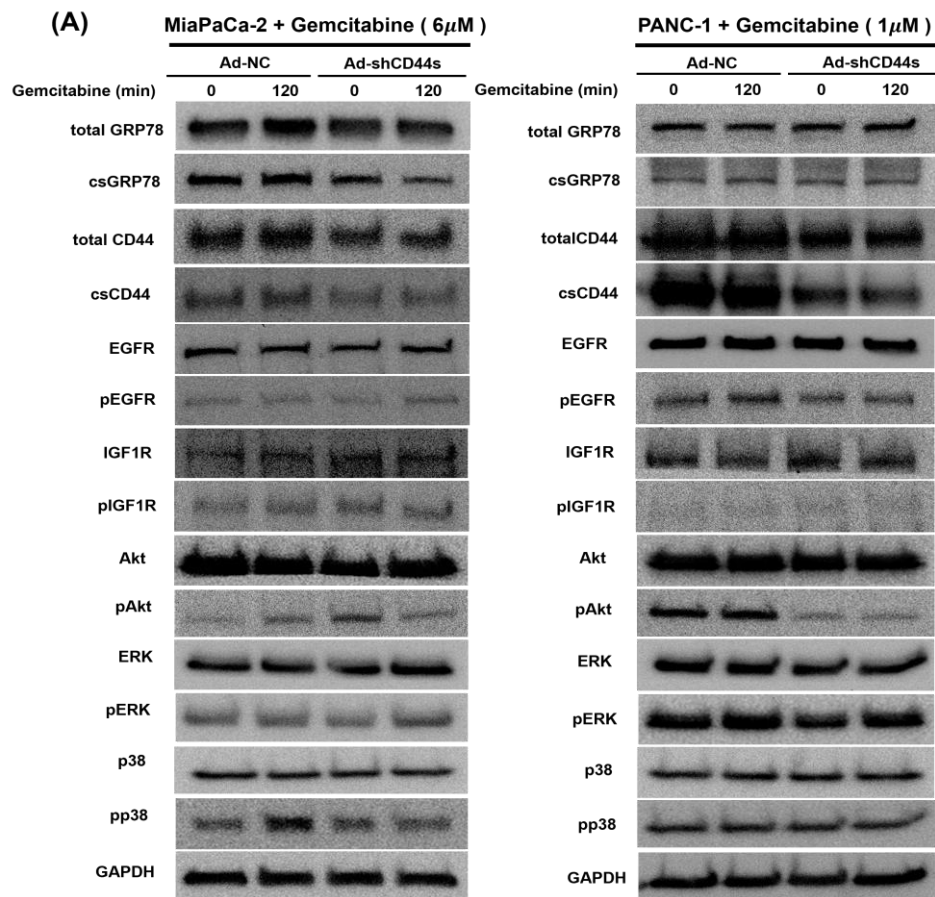 (A)
MiaPaCa-2 + Gemcitabine ( 6μM )
Ad-NC Ad-shCD44s
Gemcitabine (min) 0 120 0 120
total GRP78
csGRP78
total CD44
csCD44
EGFR
pEGFR
IGF1R
pIGF1R
Akt
pAkt
ERK
pERK
p38
pp38
GAPDH
PANC-1 + Gemcitabine ( 1μM )
Ad-NC Ad-shCD44s
Gemcitabine (min) 0 120 0 120
total GRP78
csGRP78
totalCD44
csCD44
EGFR
pEGFR
IGF1R
pIGF1R
Akt
pAkt
ERK
pERK
p38
pp38
GAPDH